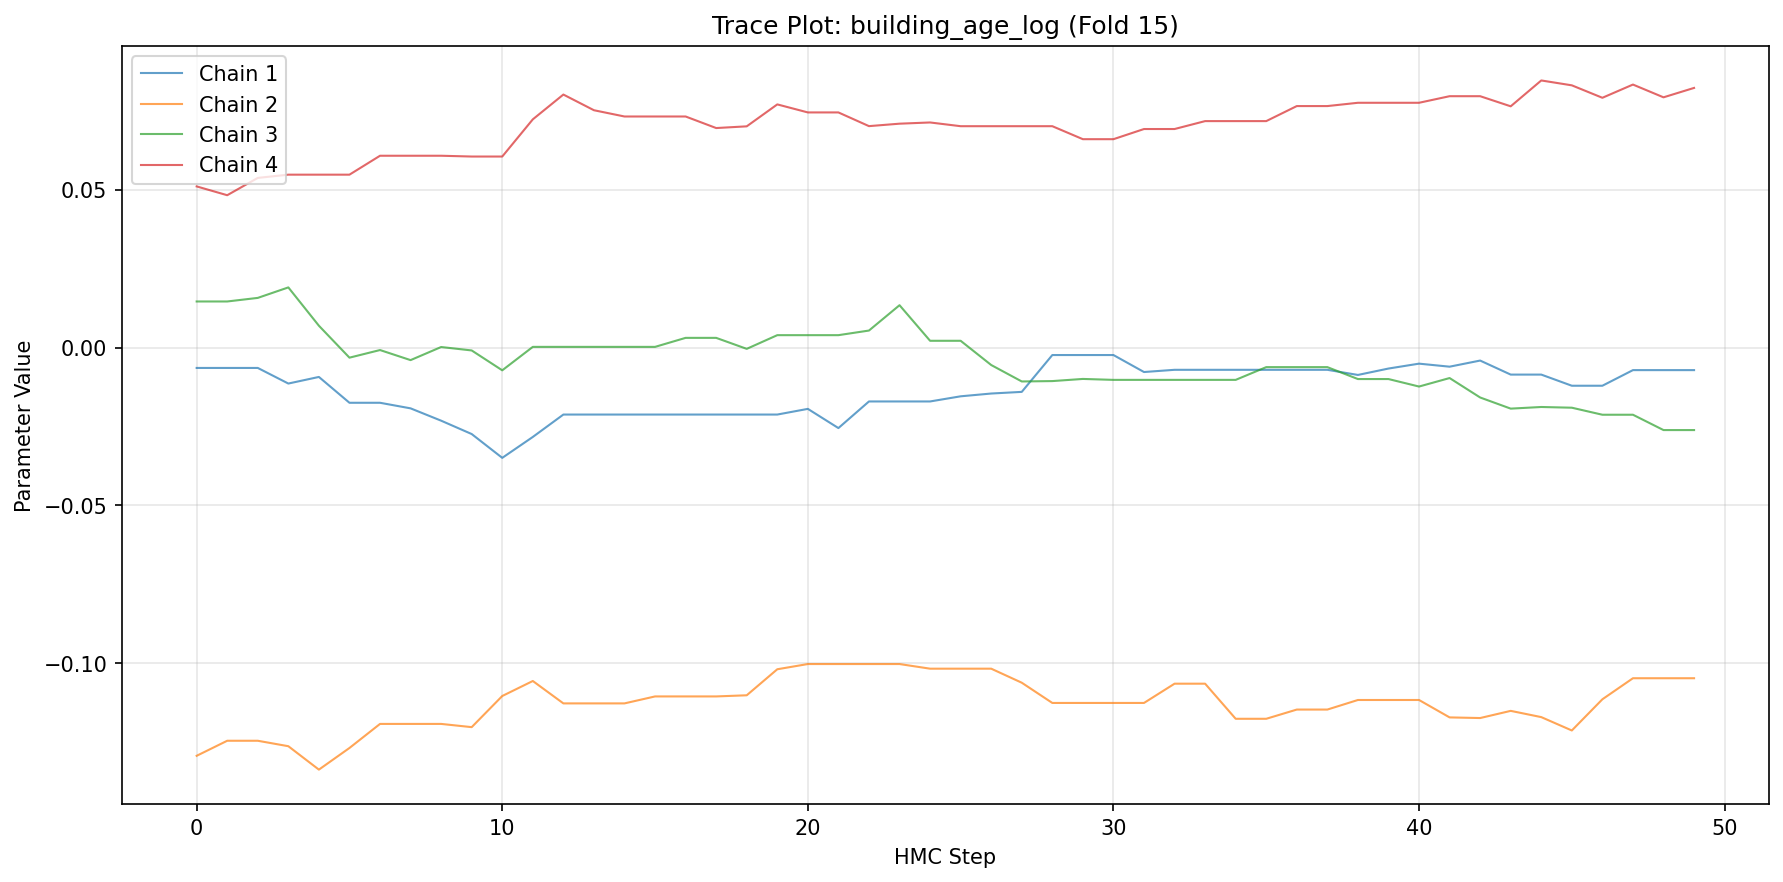 Trace Plot: building_age_log (Fold 15)
Chain 1
Chain 2
Chain 3
Chain 4
Parameter Value
0.05
0.00
−0.05
−0.10
0
10
20
30
40
50
HMC Step